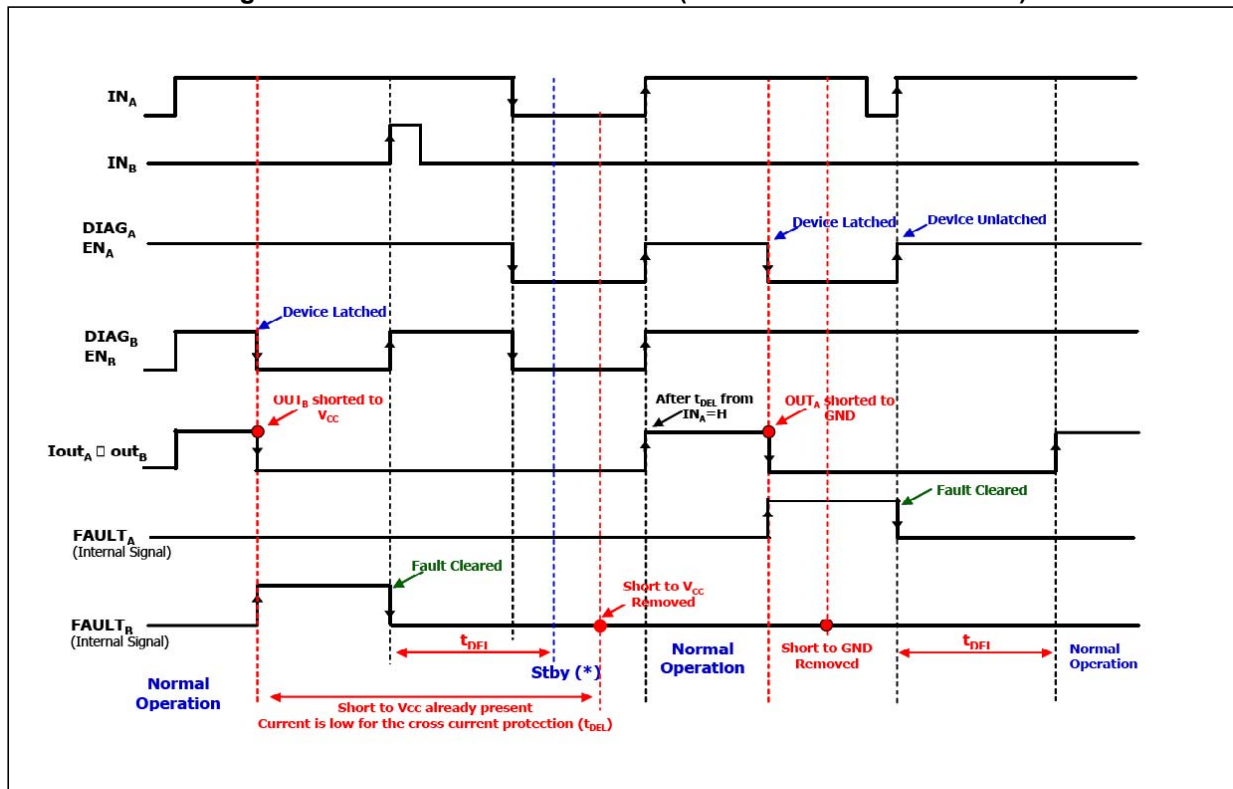 IN_A
IN_B
DIAG_A
EN_A
Device Latched
Device Unlatched
Device Latched
DIAG_B
EN_B
OUT_B shorted to
V_CC
After t_DEL from
IN_A=H
OUT_A shorted to
GND
Iout_A □ out_B
Fault Cleared
FAULT_A
(Internal Signal)
Fault Cleared
Short to V_CC
Removed
FAULT_B
(Internal Signal)
t_DEL
Stby (*)
Normal
Operation
Short to GND
Removed
t_DEL
Normal
Operation
Normal
Operation
Short to Vcc already present
Current is low for the cross current protection (t_DEL)